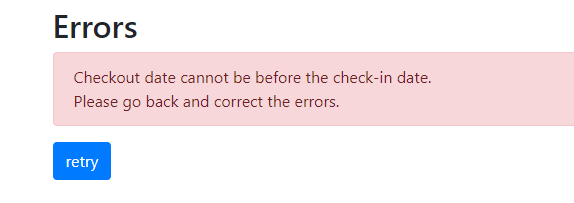 Errors
Checkout date cannot be before the check-in date.
Please go back and correct the errors.
retry